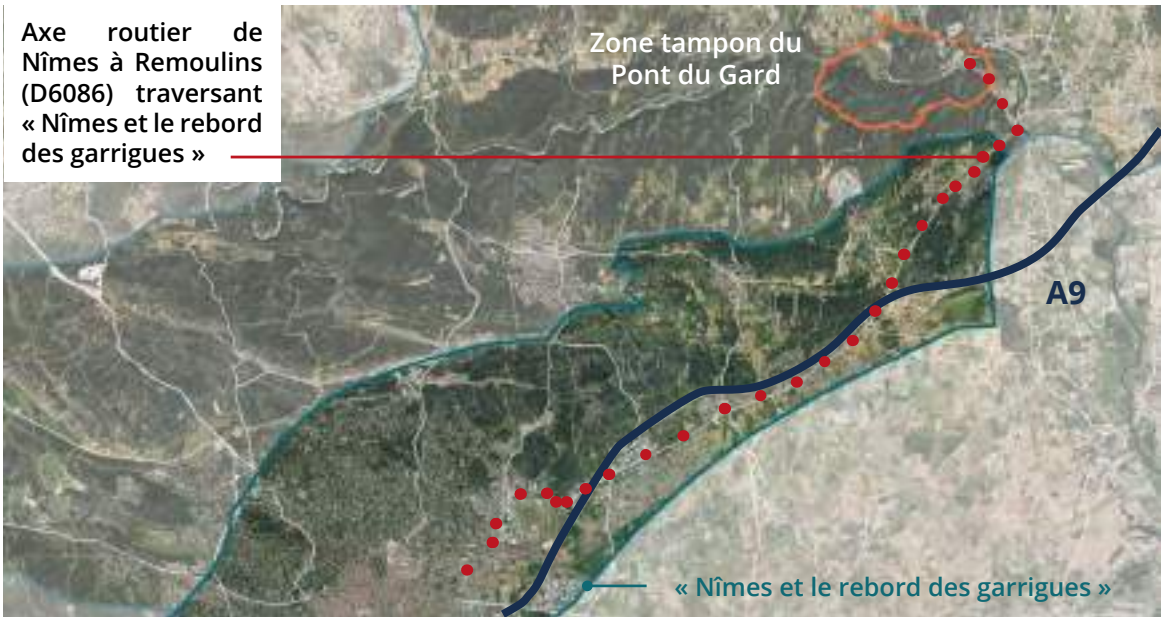 Axe routier de
Nîmes à Remoulins
(D6086) traversant
« Nîmes et le rebord
des garrigues »
Zone tampon du
Pont du Gard
A9
« Nîmes et le rebord des garrigues »